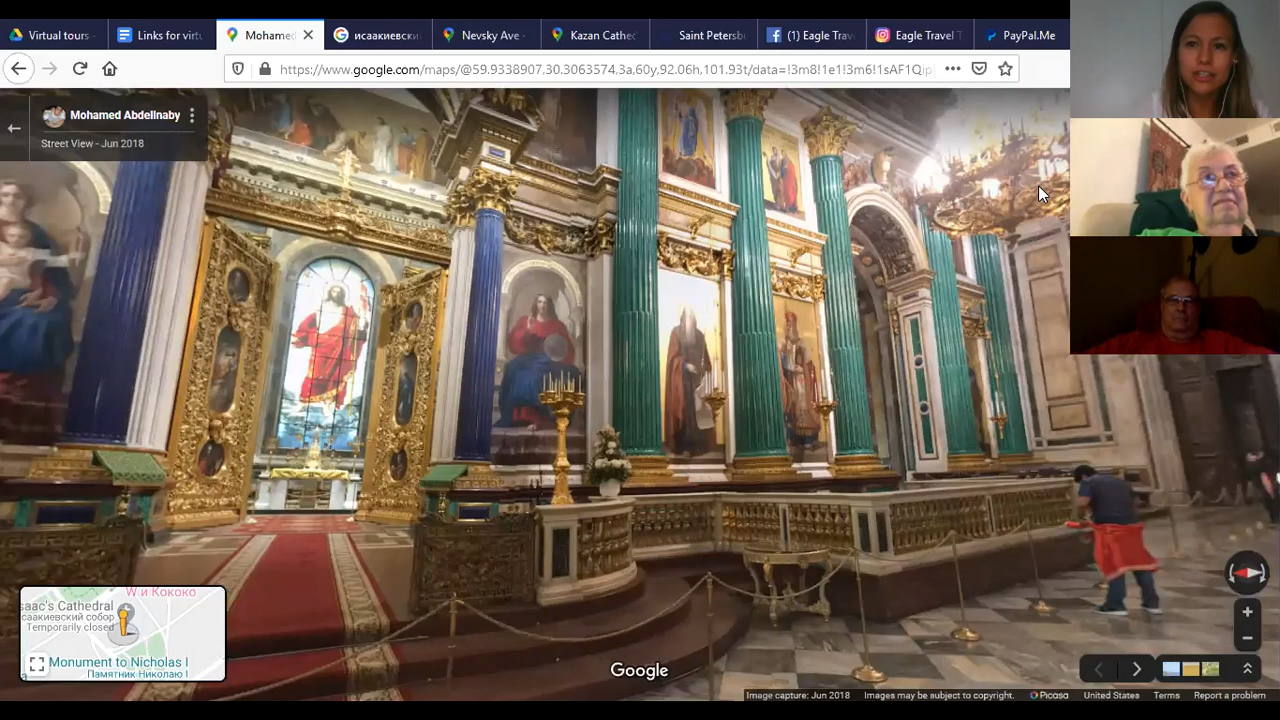 Virtual tours -
Links for virtu
Mohamed
исаакиевски
Nevsky Ave -
Kazan Cathed
Saint Petersbu
(1) Eagle Trav
Eagle Travel T
PayPal.Me
https://www.google.com/maps/@59.9338907,30.3063574,3a,60y,92.06h,101.93t/data=!3m8!1e1!3m6!1sAF1Qip
Mohamed Abdelnaby
Street View - Jun 2018
W и Кококо
saac's Cathedral
саакиевский собор
Temporarily closed
Monument to Nicholas I
Памятник Николаю I
Google
Image capture: Jun 2018 Images may be subject to copyright. Picasa United States Terms Report a problem